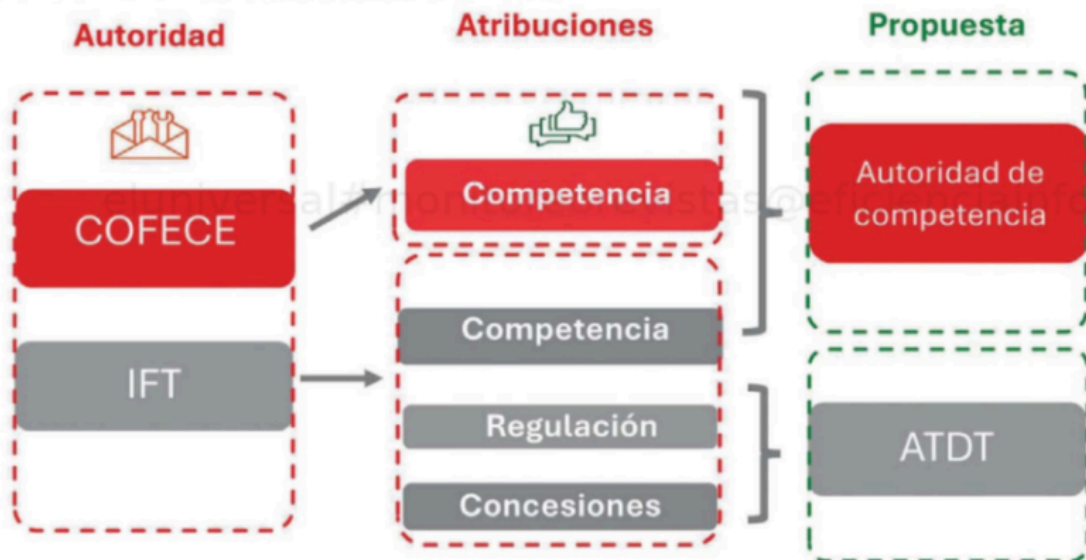 Autoridad
Atribuciones
Propuesta
COFECE
Competencia
Autoridad de
competencia
IFT
Competencia
Regulación
Concesiones
ATDT